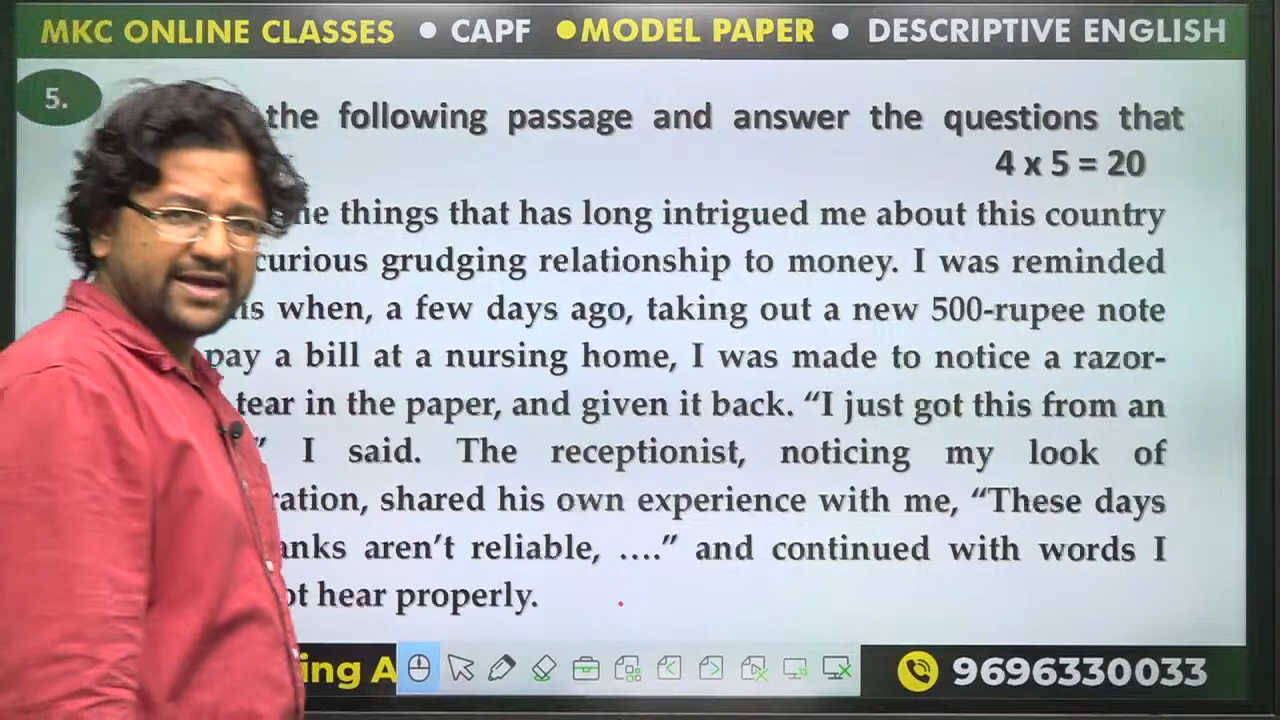 MKC ONLINE CLASSES • CAPF •MODEL PAPER • DESCRIPTIVE ENGLISH
5.
the following passage and answer the questions that
4 x 5 = 20
things that has long intrigued me about this country
curious grudging relationship to money. I was reminded
when, a few days ago, taking out a new 500-rupee note
pay a bill at a nursing home, I was made to notice a razor-
tear in the paper, and given it back. “I just got this from an
” I said. The receptionist, noticing my look of
shared his own experience with me, “These days
aren’t reliable, ....” and continued with words I
hear properly.
9696330033